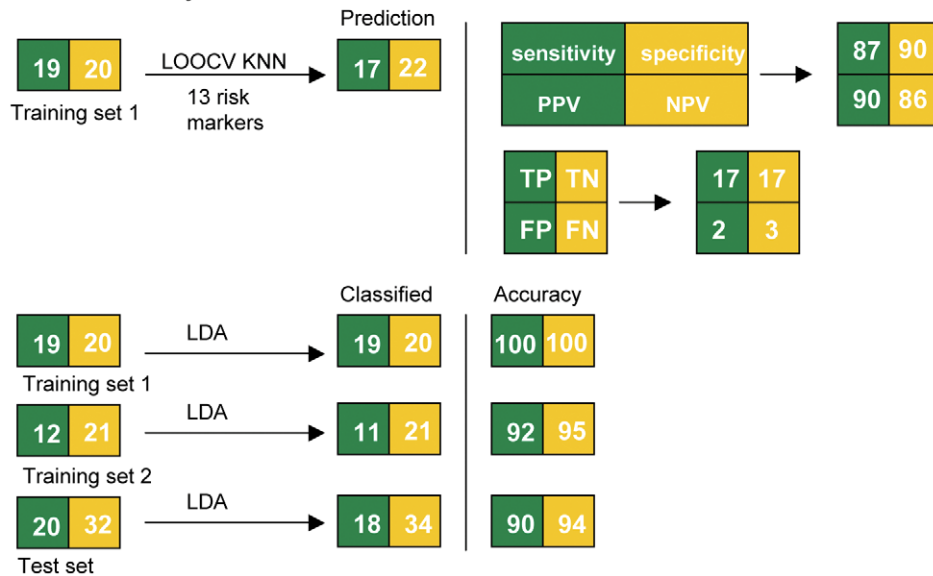 Prediction
19 20
LOOCV KNN
17 22
13 risk
markers
Training set 1
sensitivity specificity
PPV NPV
87 90
90 86
TP TN
FP FN
17 17
2 3
Classified
Accuracy
19 20
LDA
19 20
100 100
Training set 1
12 21
LDA
11 21
92 95
Training set 2
20 32
LDA
18 34
90 94
Test set